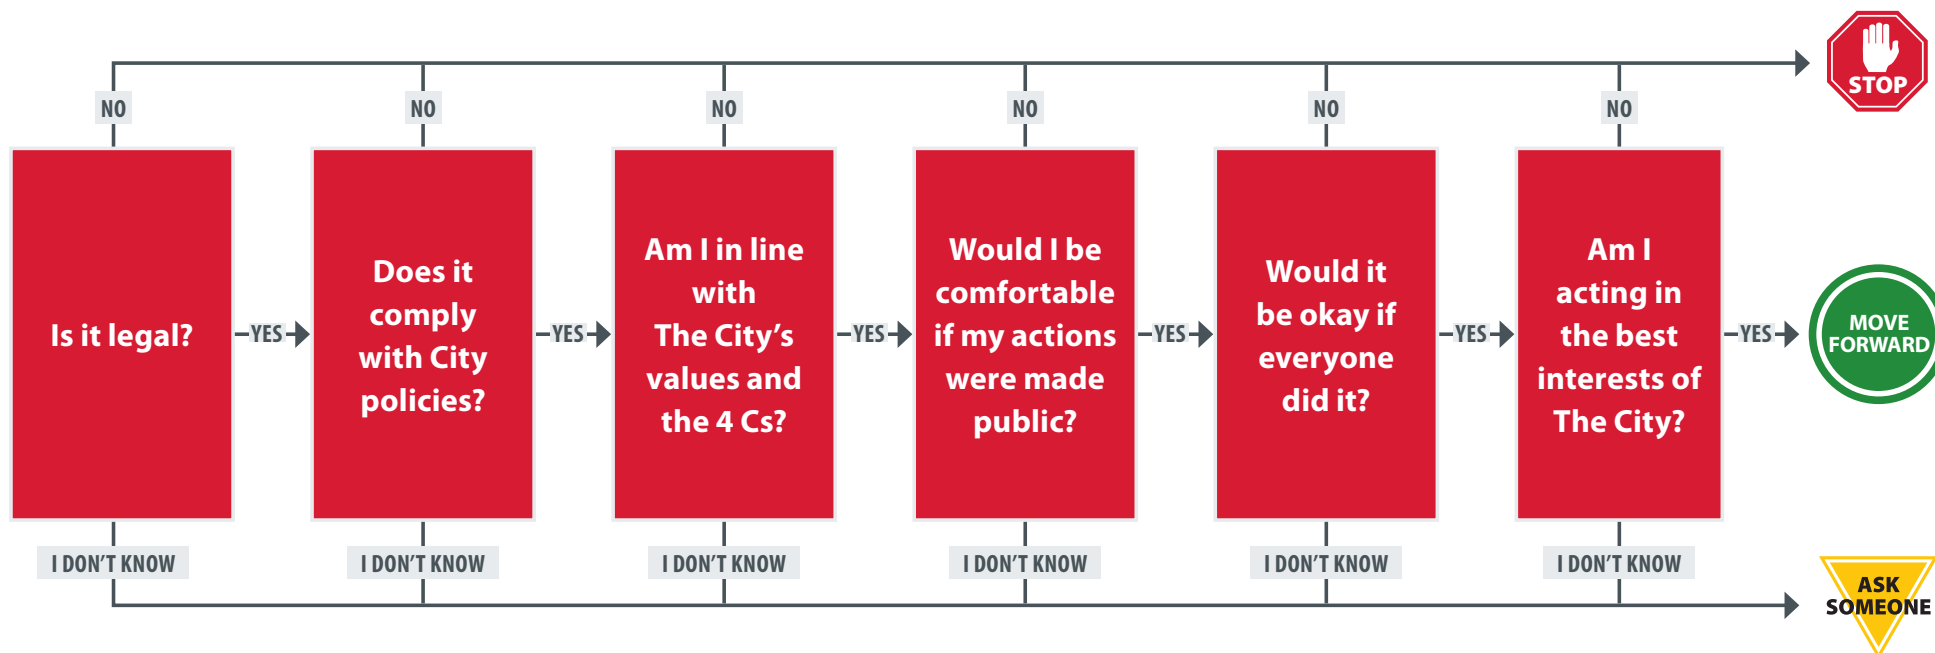 STOP
NO
NO
NO
NO
NO
NO
Is it legal?
YES
Does it
comply
with City
policies?
YES
Am I in line
with
The City's
values and
the 4 Cs?
YES
Would I be
comfortable
if my actions
were made
public?
YES
Would it
be okay if
everyone
did it?
YES
Am I
acting in
the best
interests of
The City?
YES
MOVE
FORWARD
I DON'T KNOW
I DON'T KNOW
I DON'T KNOW
I DON'T KNOW
I DON'T KNOW
I DON'T KNOW
ASK
SOMEONE